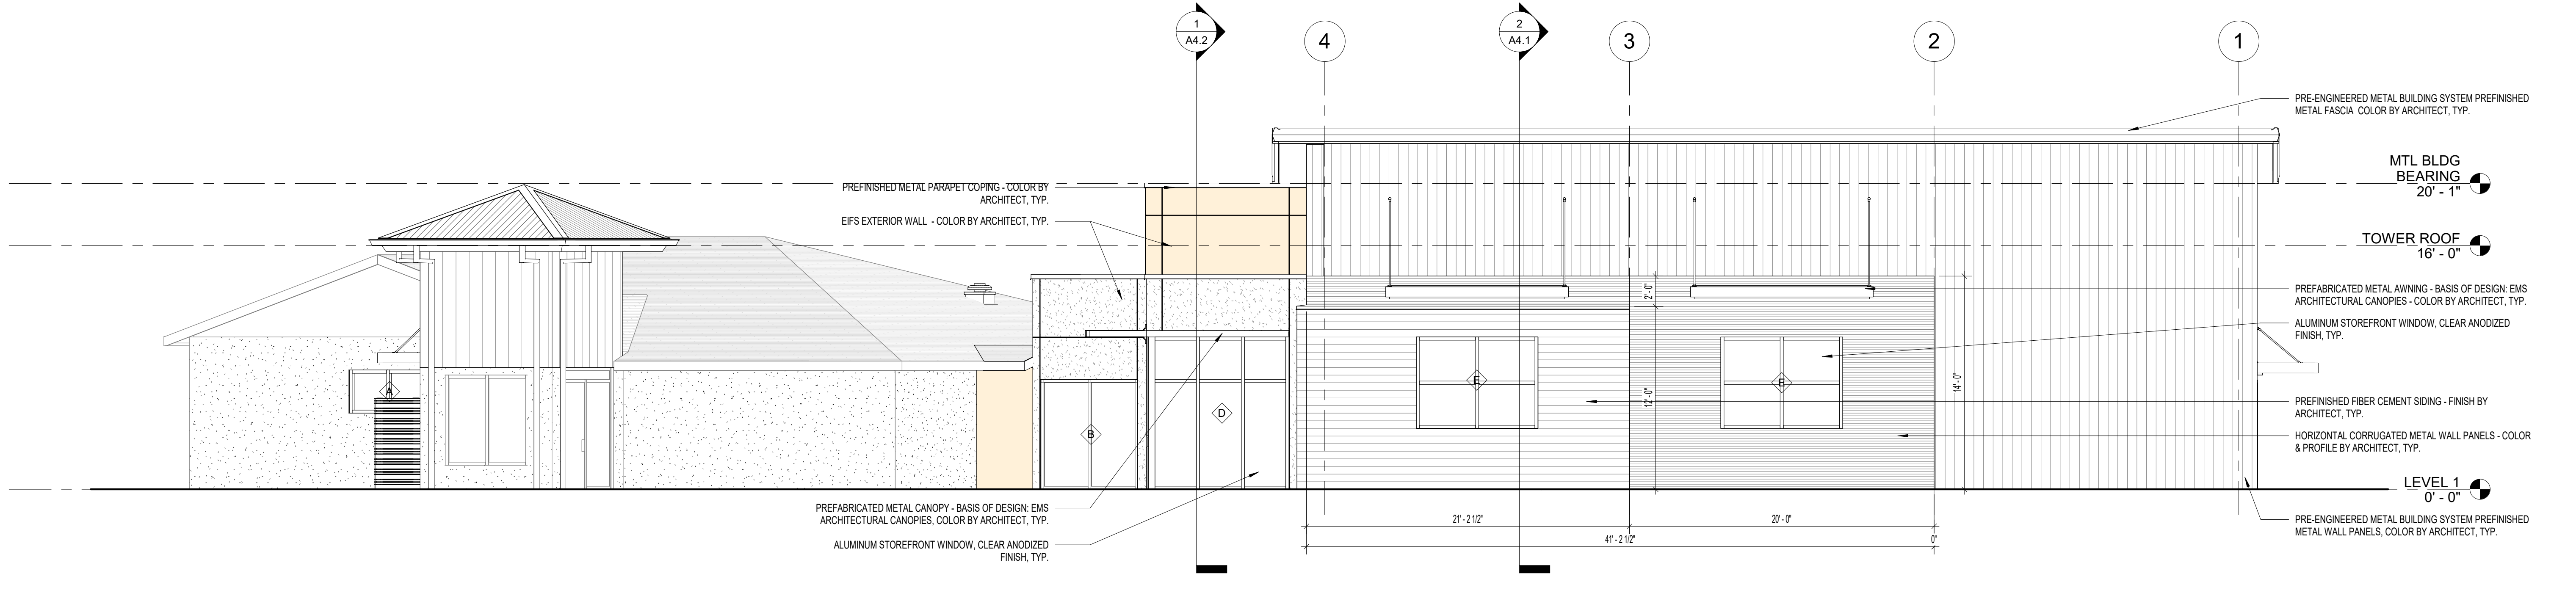 1
A4.2
4
2
A4.1
3
2
1
PRE-ENGINEERED METAL BUILDING SYSTEM PREFINISHED
METAL FASCIA COLOR BY ARCHITECT, TYP.
MTL BLDG
BEARING
20' - 1"
PREFINISHED METAL PARAPET COPING - COLOR BY
ARCHITECT, TYP.
EIFS EXTERIOR WALL - COLOR BY ARCHITECT, TYP.
TOWER ROOF
16' - 0"
PREFABRICATED METAL AWNING - BASIS OF DESIGN: EMS
ARCHITECTURAL CANOPIES - COLOR BY ARCHITECT, TYP.
2' - 0"
ALUMINUM STOREFRONT WINDOW, CLEAR ANODIZED
FINISH, TYP.
A
B
D
E
E
12' - 0"
14' - 0"
PREFINISHED FIBER CEMENT SIDING - FINISH BY
ARCHITECT, TYP.
HORIZONTAL CORRUGATED METAL WALL PANELS - COLOR
& PROFILE BY ARCHITECT, TYP.
LEVEL 1
0' - 0"
PREFABRICATED METAL CANOPY - BASIS OF DESIGN: EMS
ARCHITECTURAL CANOPIES, COLOR BY ARCHITECT, TYP.
21' - 2 1/2"
20' - 0"
PRE-ENGINEERED METAL BUILDING SYSTEM PREFINISHED
METAL WALL PANELS, COLOR BY ARCHITECT, TYP.
41' - 2 1/2"
0"
ALUMINUM STOREFRONT WINDOW, CLEAR ANODIZED
FINISH, TYP.